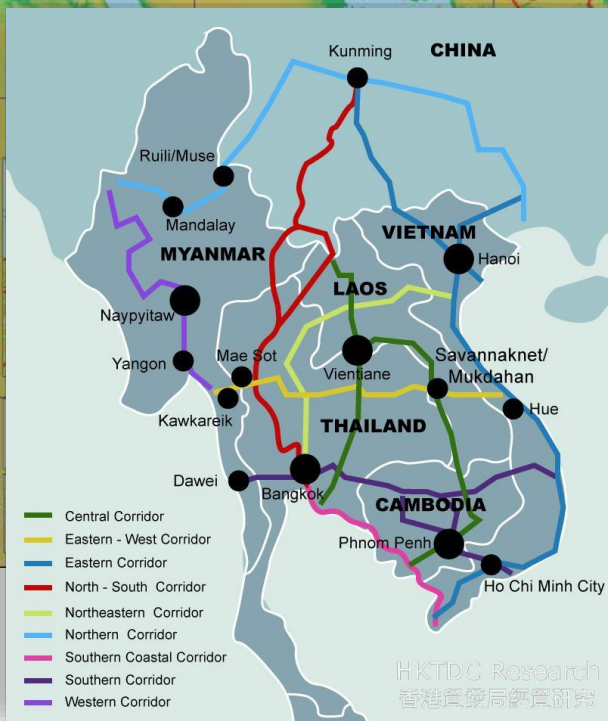 Kunming
CHINA
Ruili/Muse
Mandalay
VIETNAM
MYANMAR
Hanoi
LAOS
Naypyitaw
Mae Sot
Savannaknet/
Mukdahan
Yangon
Vientiane
Hue
Kawkareik
THAILAND
Dawei
Bangkok
CAMBODIA
Phnom Penh
Ho Chi Minh City
Central Corridor
Eastern - West Corridor
Eastern Corridor
North - South Corridor
Northeastern Corridor
Northern Corridor
Southern Coastal Corridor
Southern Corridor
Western Corridor
HKTDC Research
香港貿發局經貿研究